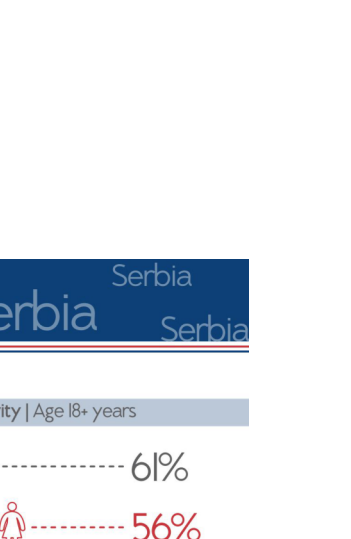 Serbia
erbia
Serbia
ity | Age 18+ years
61%
56%